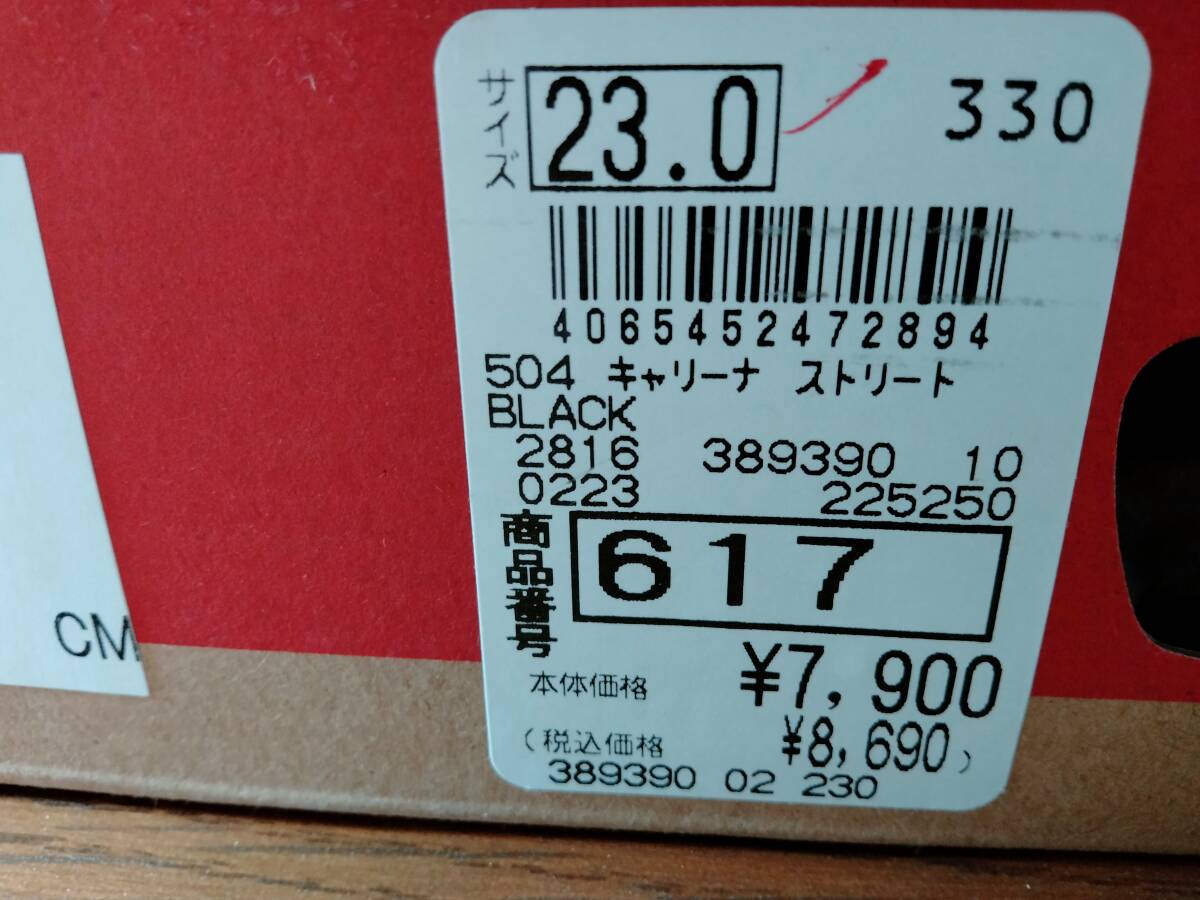 サイズ 23.0 330
4065452472894
504 キャリーナ ストリート
BLACK
2816 389390 10
0223 225250
商品番号 617
本体価格 ¥7,900
(税込価格 ¥8,690)
389390 02 230
CM